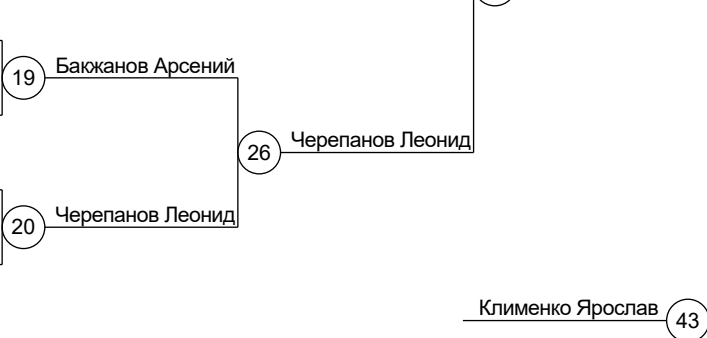 19 Бакжанов Арсений
26 Черепанов Леонид
20 Черепанов Леонид
Клименко Ярослав 43